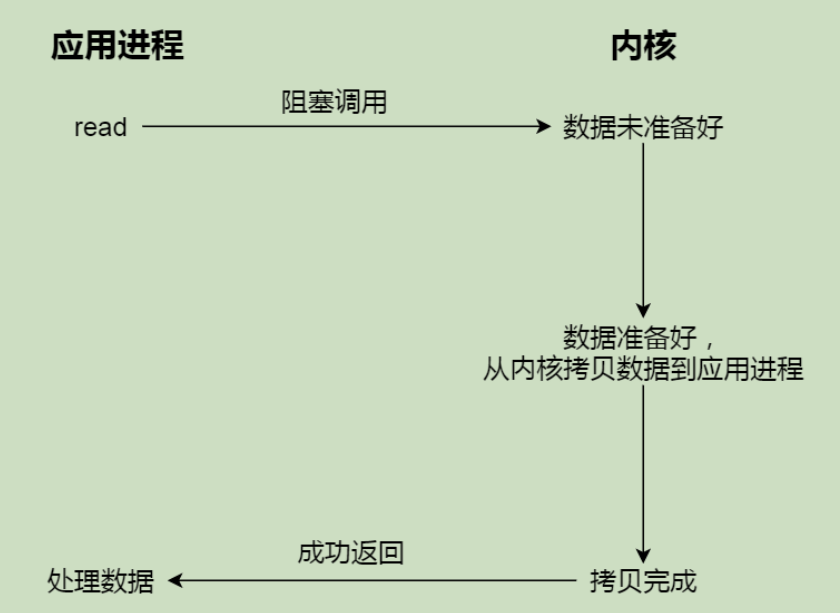 应用进程
内核
阻塞调用
read
数据未准备好
数据准备好，
从内核拷贝数据到应用进程
成功返回
处理数据
拷贝完成